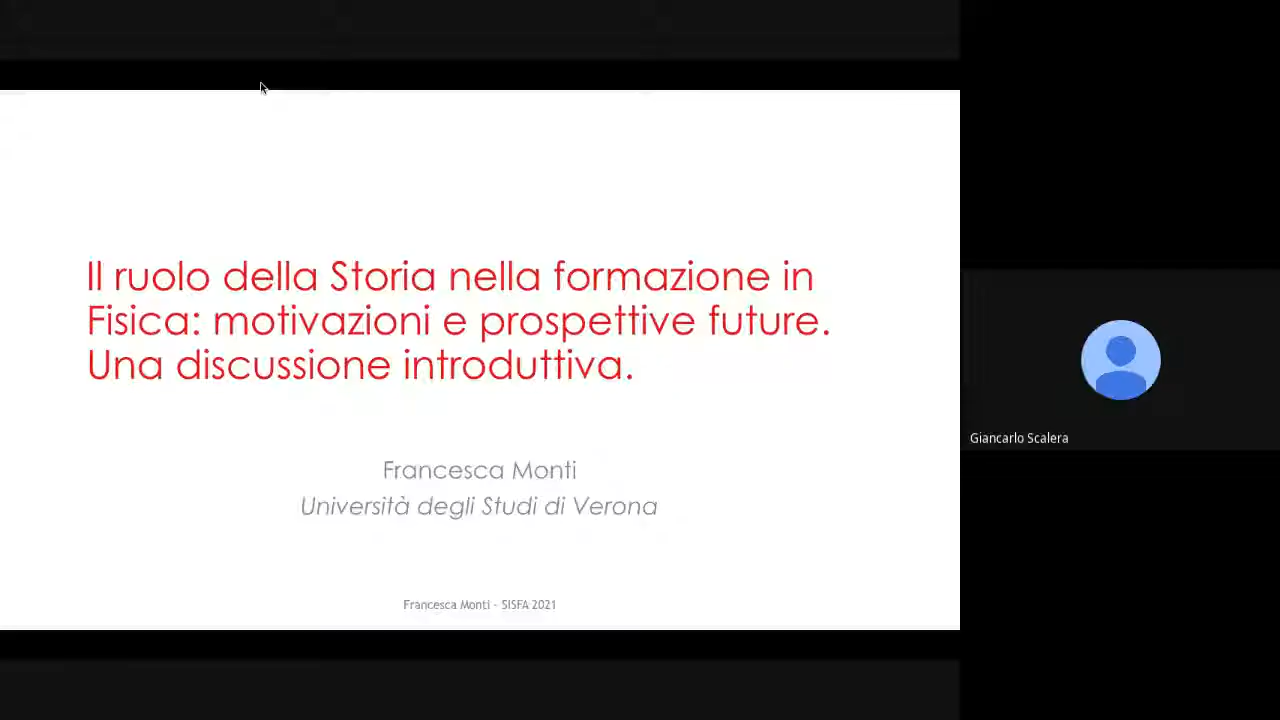 Il ruolo della Storia nella formazione in
Fisica: motivazioni e prospettive future.
Una discussione introduttiva.
Francesca Monti
Università degli Studi di Verona
Francesca Monti - SISFA 2021
Giancarlo Scalera